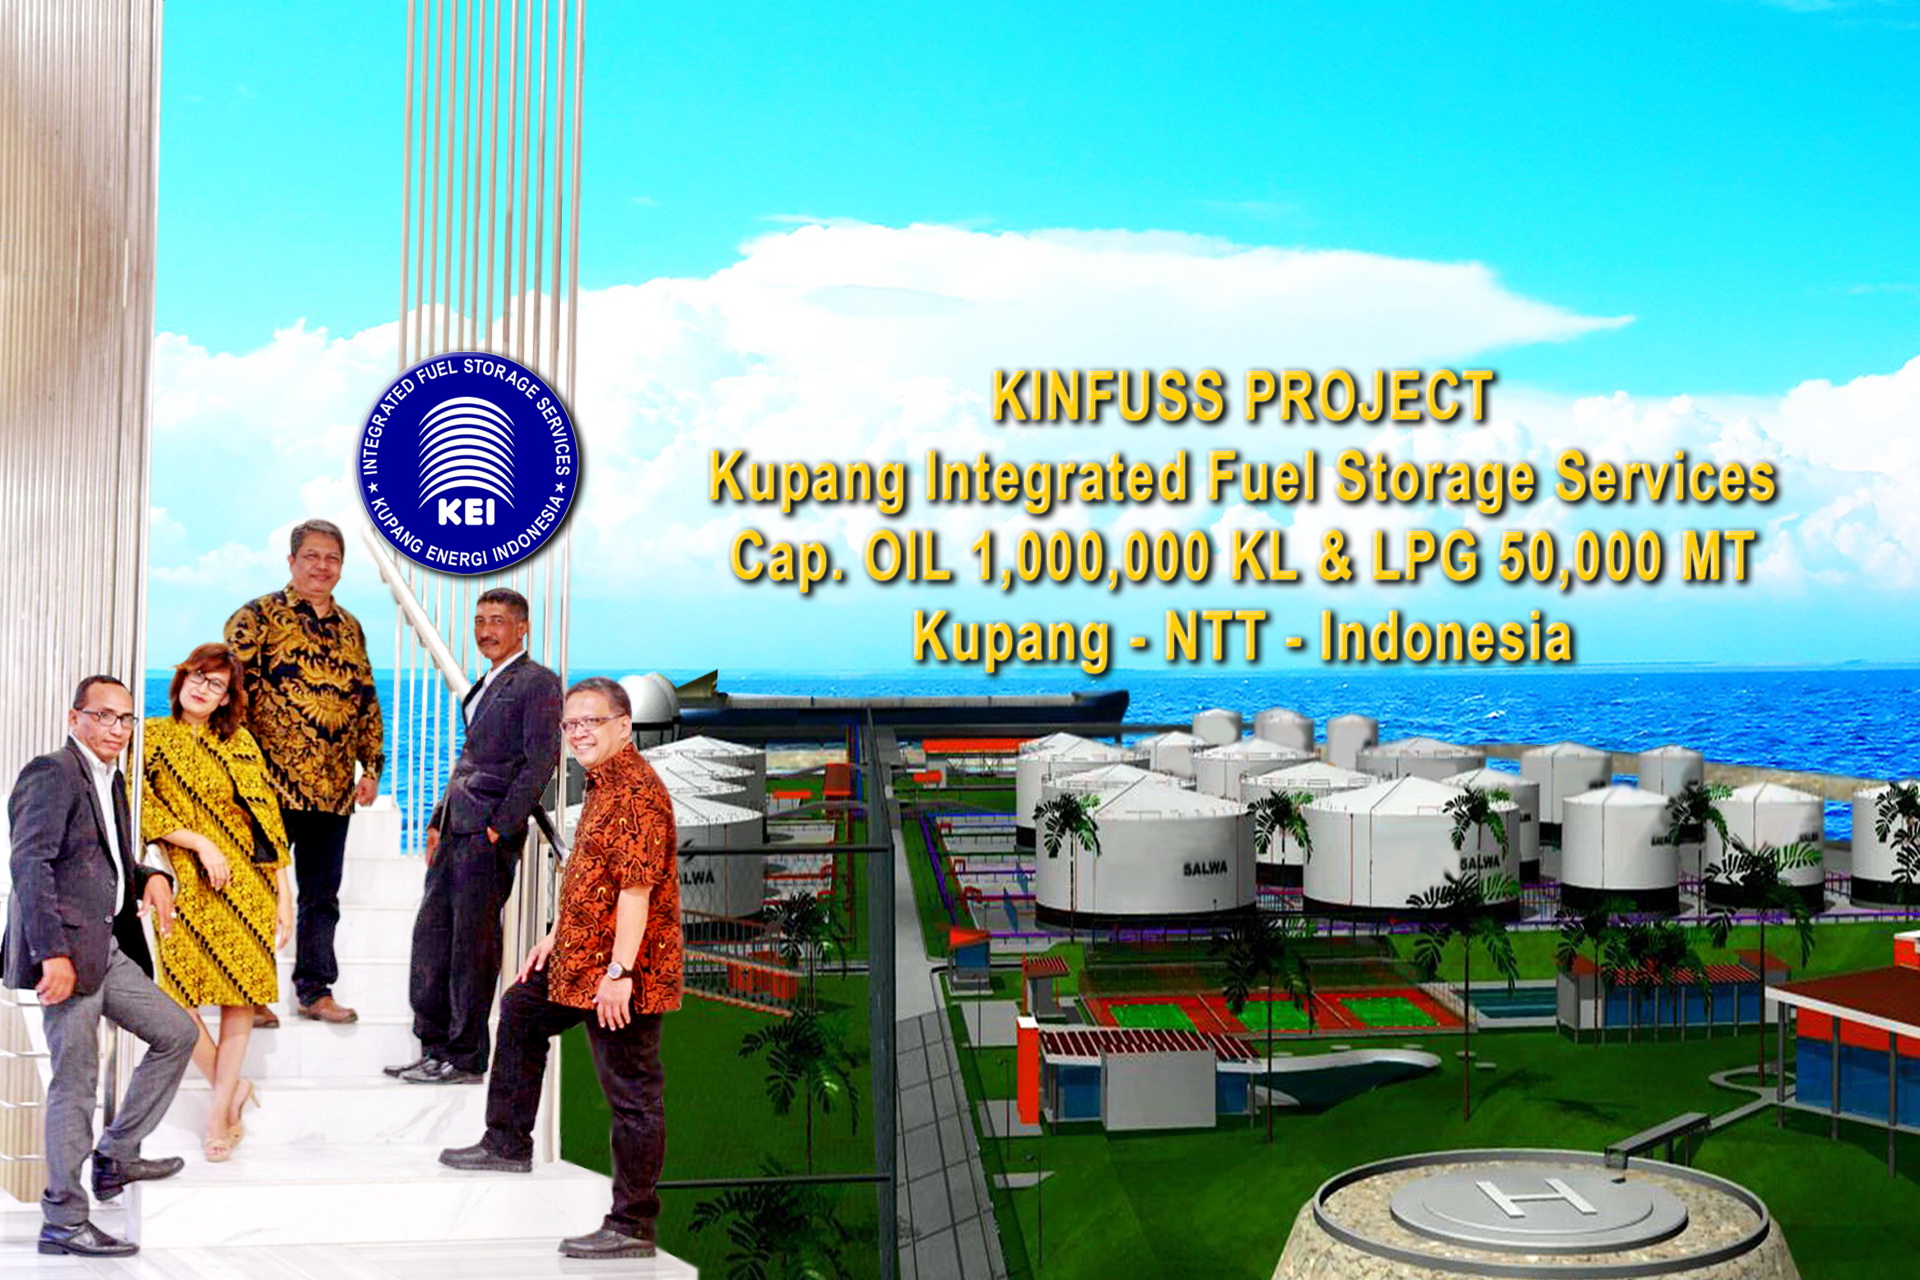 INTEGRATED FUEL STORAGE SERVICES
KEI
★ KUPANG ENERGI INDONESIA ★
KINFUSS PROJECT
Kupang Integrated Fuel Storage Services
Cap. OIL 1,000,000 KL & LPG 50,000 MT
Kupang - NTT - Indonesia
SALWA
SALWA
H